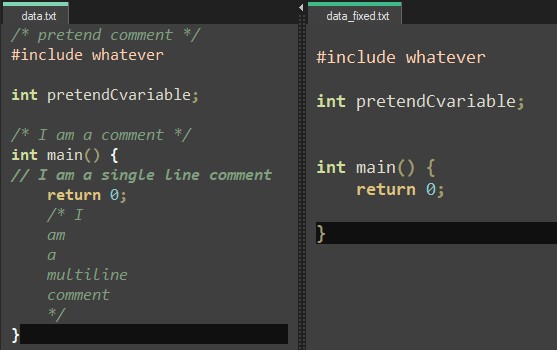 data.txt
/* pretend comment */
#include whatever
int pretendCvariable;
/* I am a comment */
int main() {
// I am a single line comment
    return 0;
    /* I
    am
    a
    multiline
    comment
    */
}
data_fixed.txt
#include whatever
int pretendCvariable;
int main() {
    return 0;
}